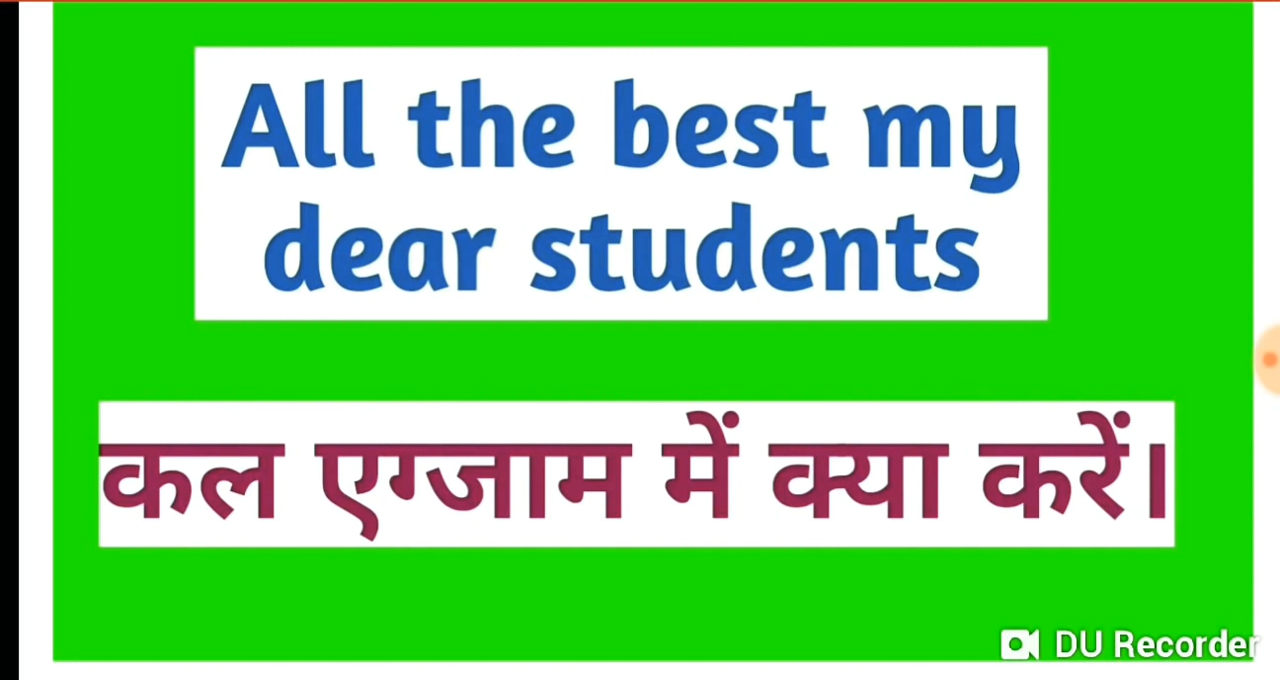 All the best my
dear students
कल एग्जाम में क्या करें।
DU Recorder